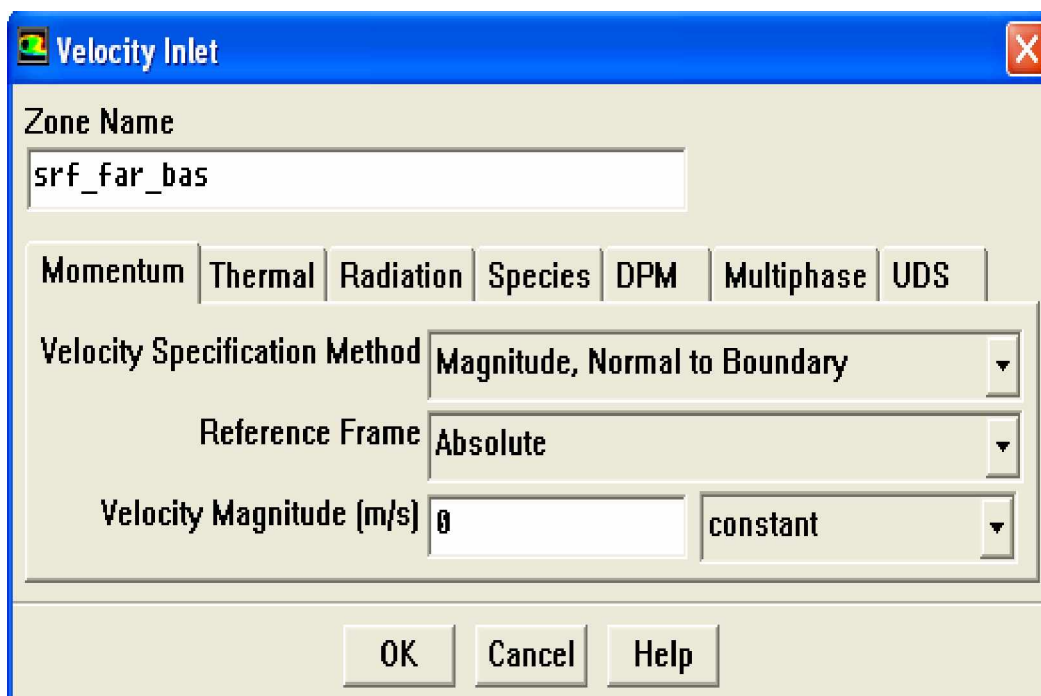 Velocity Inlet
Zone Name
srf_far_bas
Momentum Thermal Radiation Species DPM Multiphase UDS
Velocity Specification Method Magnitude, Normal to Boundary
Reference Frame Absolute
Velocity Magnitude (m/s) 0 constant
OK Cancel Help